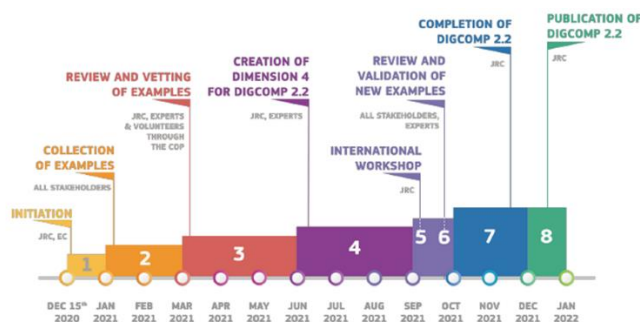 PUBLICATION OF
DIGCOMP 2.2
JRC
COMPLETION OF
DIGCOMP 2.2
JRC
REVIEW AND
VALIDATION OF
NEW EXAMPLES
ALL STAKEHOLDERS,
EXPERTS
CREATION OF
DIMENSION 4
FOR DIGCOMP 2.2
JRC, EXPERTS
REVIEW AND VETTING
OF EXAMPLES
JRC, EXPERTS
& VOLUNTEERS
THROUGH
THE COP
COLLECTION
OF EXAMPLES
ALL STAKEHOLDERS
INTERNATIONAL
WORKSHOP
JRC
INITIATION
JRC, EC
1
2
3
4
5
6
7
8
DEC 15th
2020
JAN
2021
FEB
2021
MAR
2021
APR
2021
MAY
2021
JUN
2021
JUL
2021
AUG
2021
SEP
2021
OCT
2021
NOV
2021
DEC
2021
JAN
2022